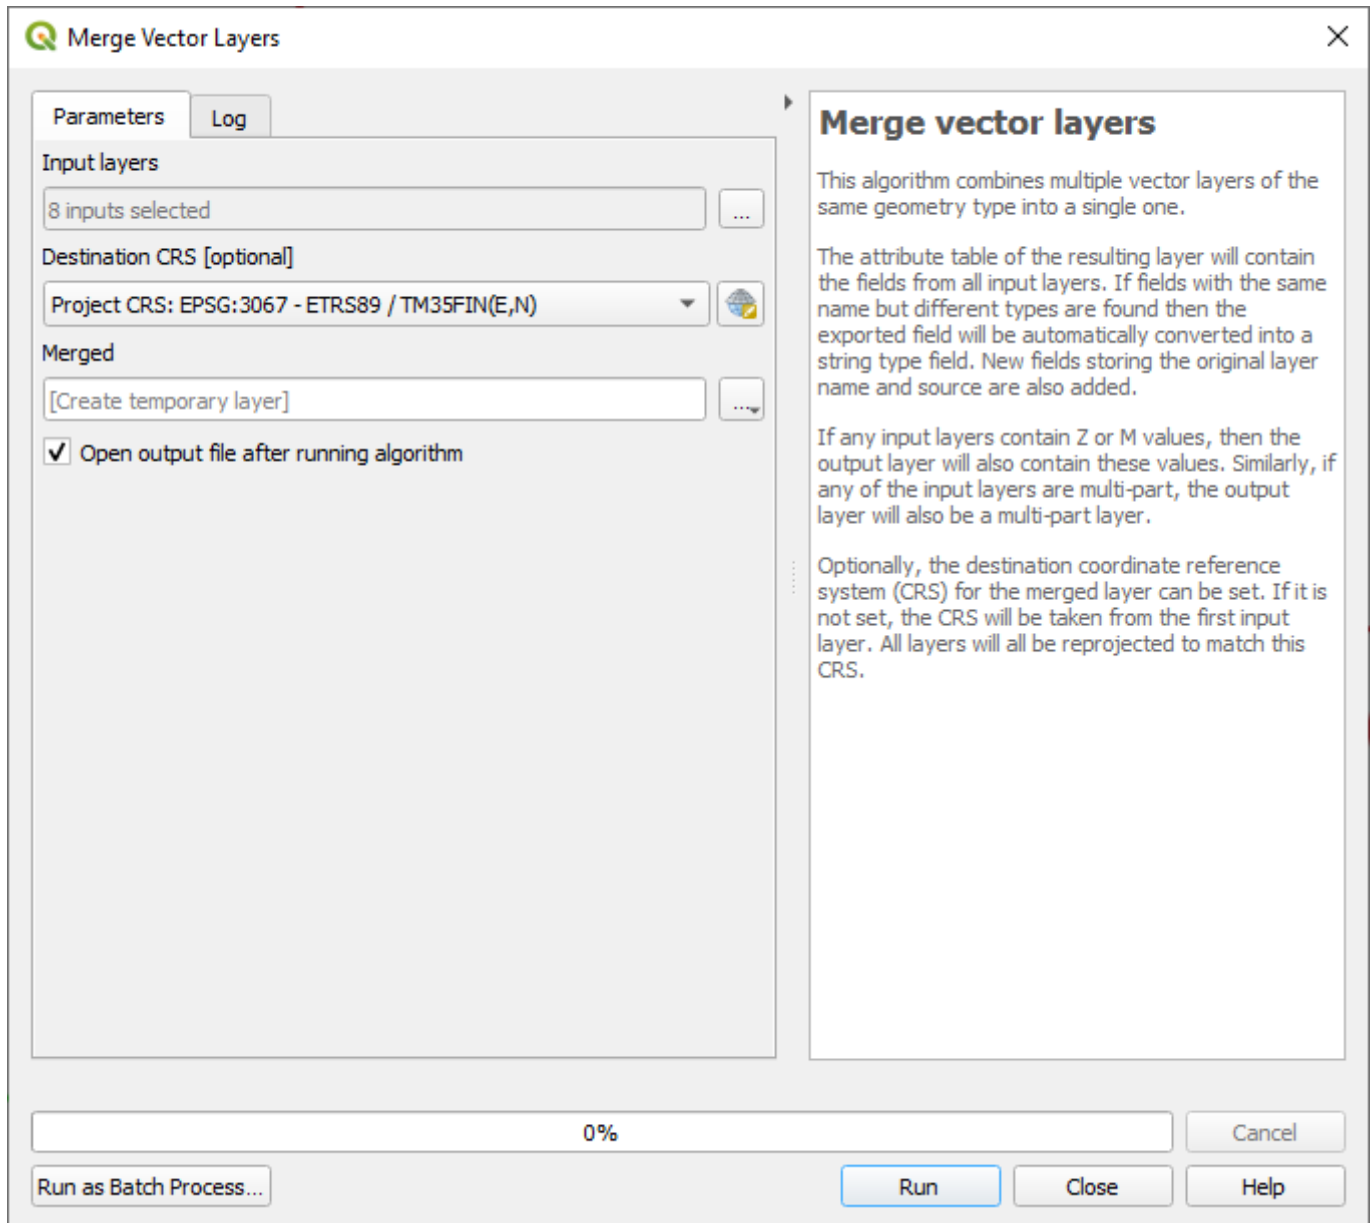 Merge Vector Layers
Parameters
Log
Input layers
8 inputs selected
...
Destination CRS [optional]
Project CRS: EPSG:3067 - ETRS89 / TM35FIN(E,N)
Merged
[Create temporary layer]
...
Open output file after running algorithm
Merge vector layers
This algorithm combines multiple vector layers of the
same geometry type into a single one.
The attribute table of the resulting layer will contain
the fields from all input layers. If fields with the same
name but different types are found then the
exported field will be automatically converted into a
string type field. New fields storing the original layer
name and source are also added.
If any input layers contain Z or M values, then the
output layer will also contain these values. Similarly, if
any of the input layers are multi-part, the output
layer will also be a multi-part layer.
Optionally, the destination coordinate reference
system (CRS) for the merged layer can be set. If it is
not set, the CRS will be taken from the first input
layer. All layers will all be reprojected to match this
CRS.
0%
Cancel
Run as Batch Process...
Run
Close
Help